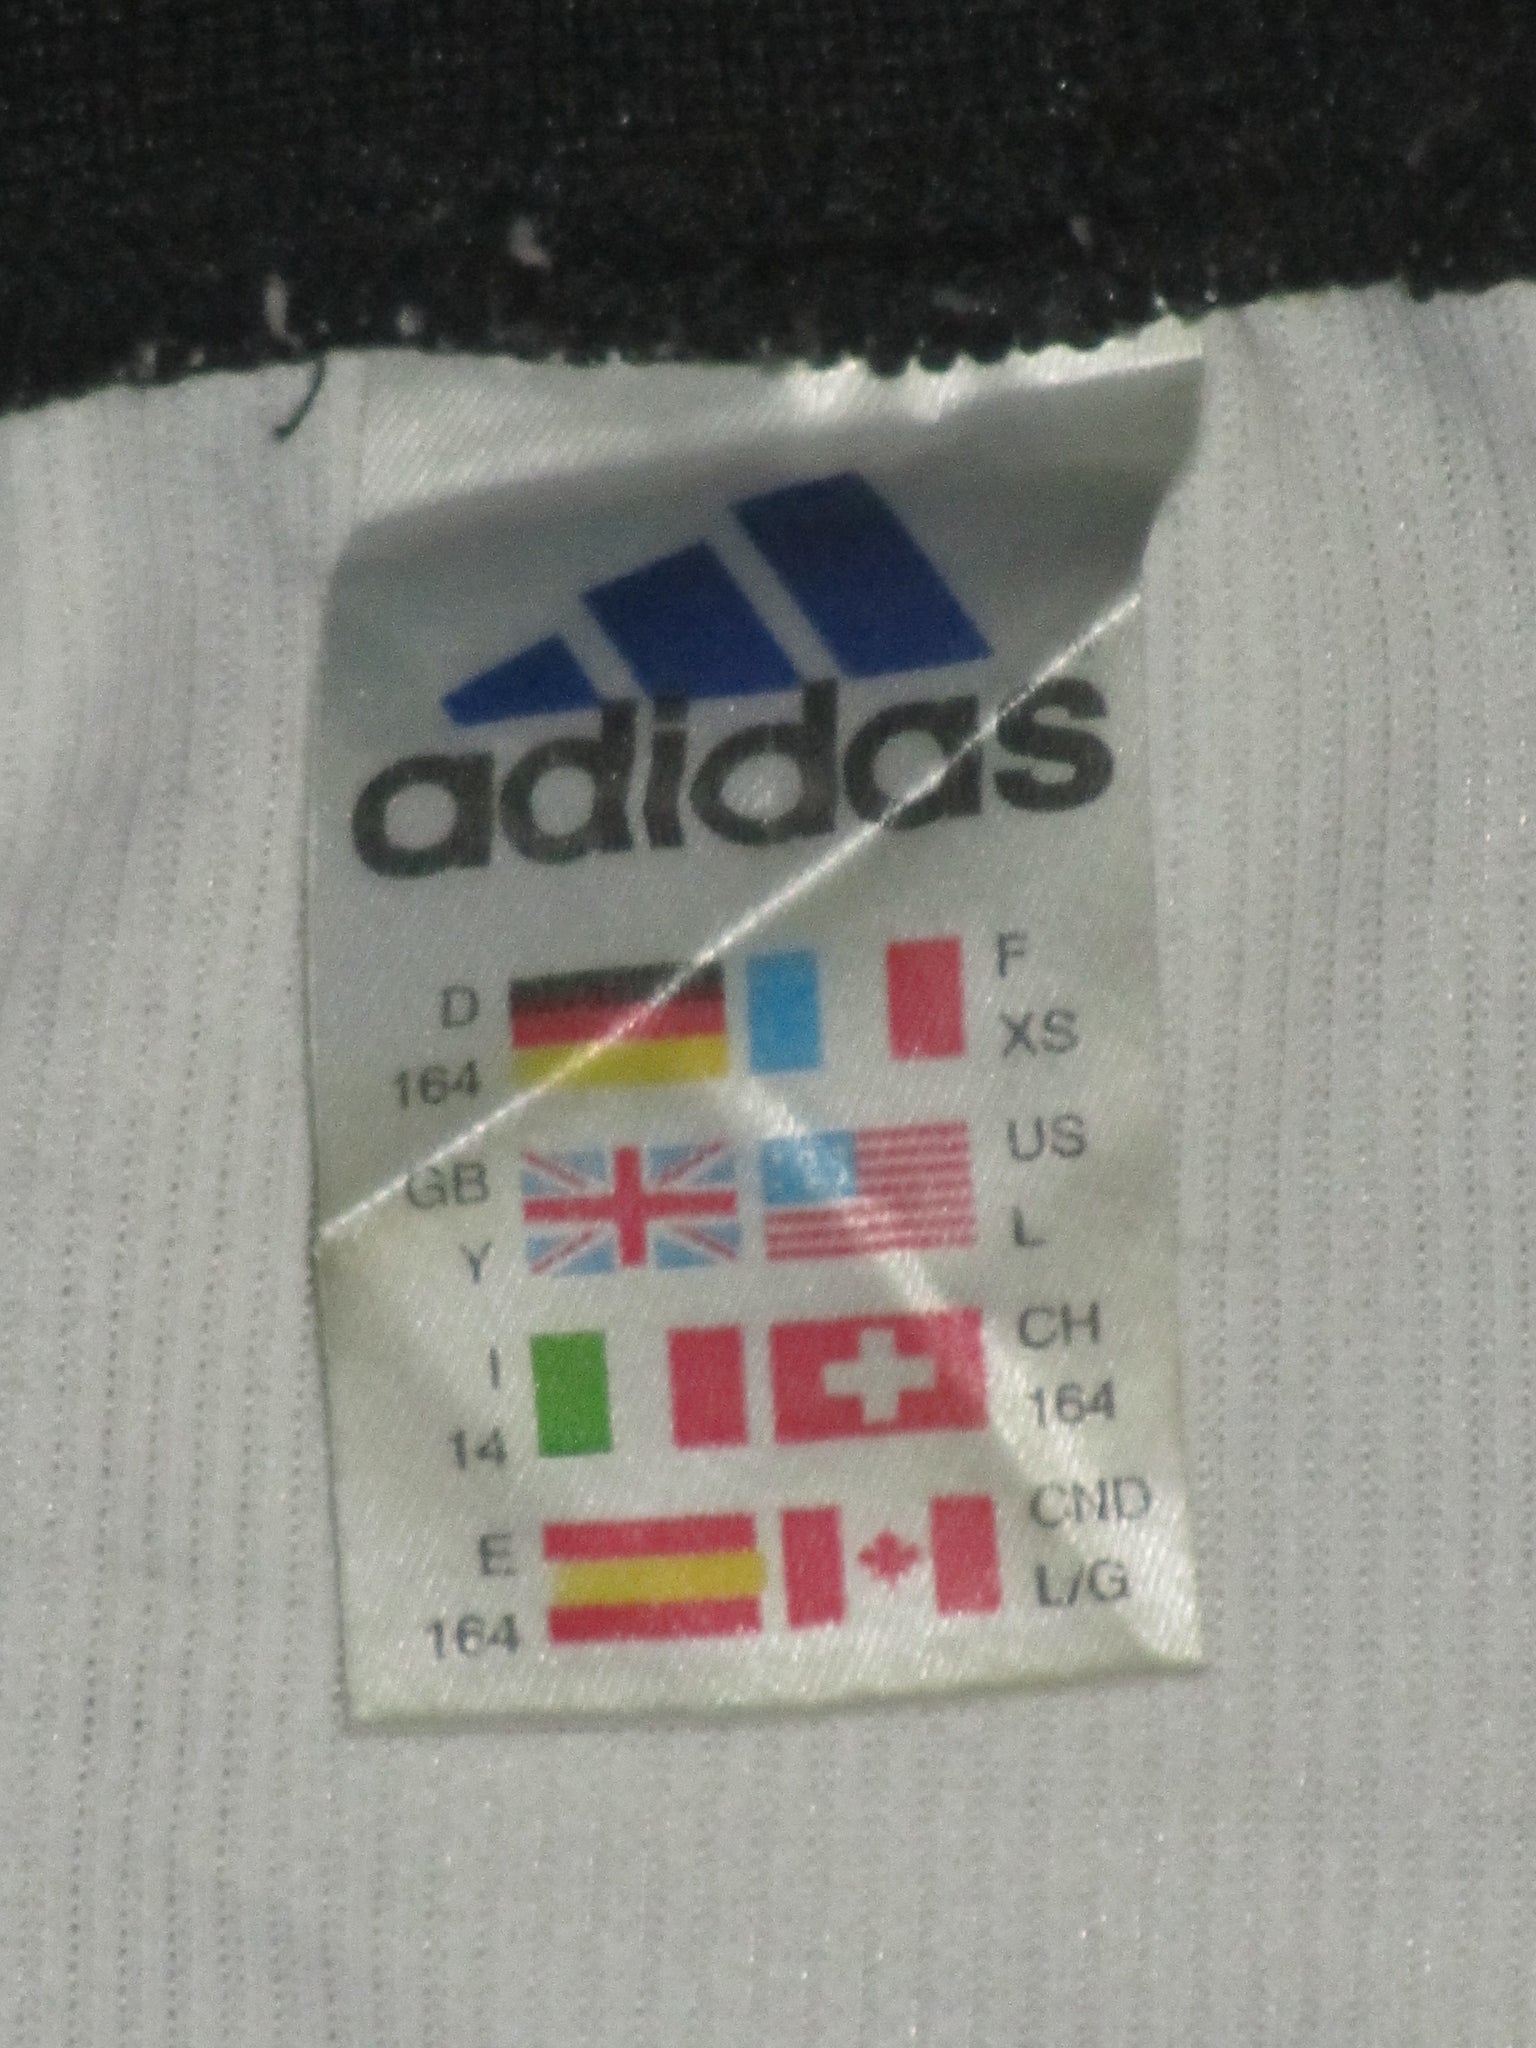 adidas
D F
164 XS
GB US
Y L
I CH
14 164
E CND
164 L/G